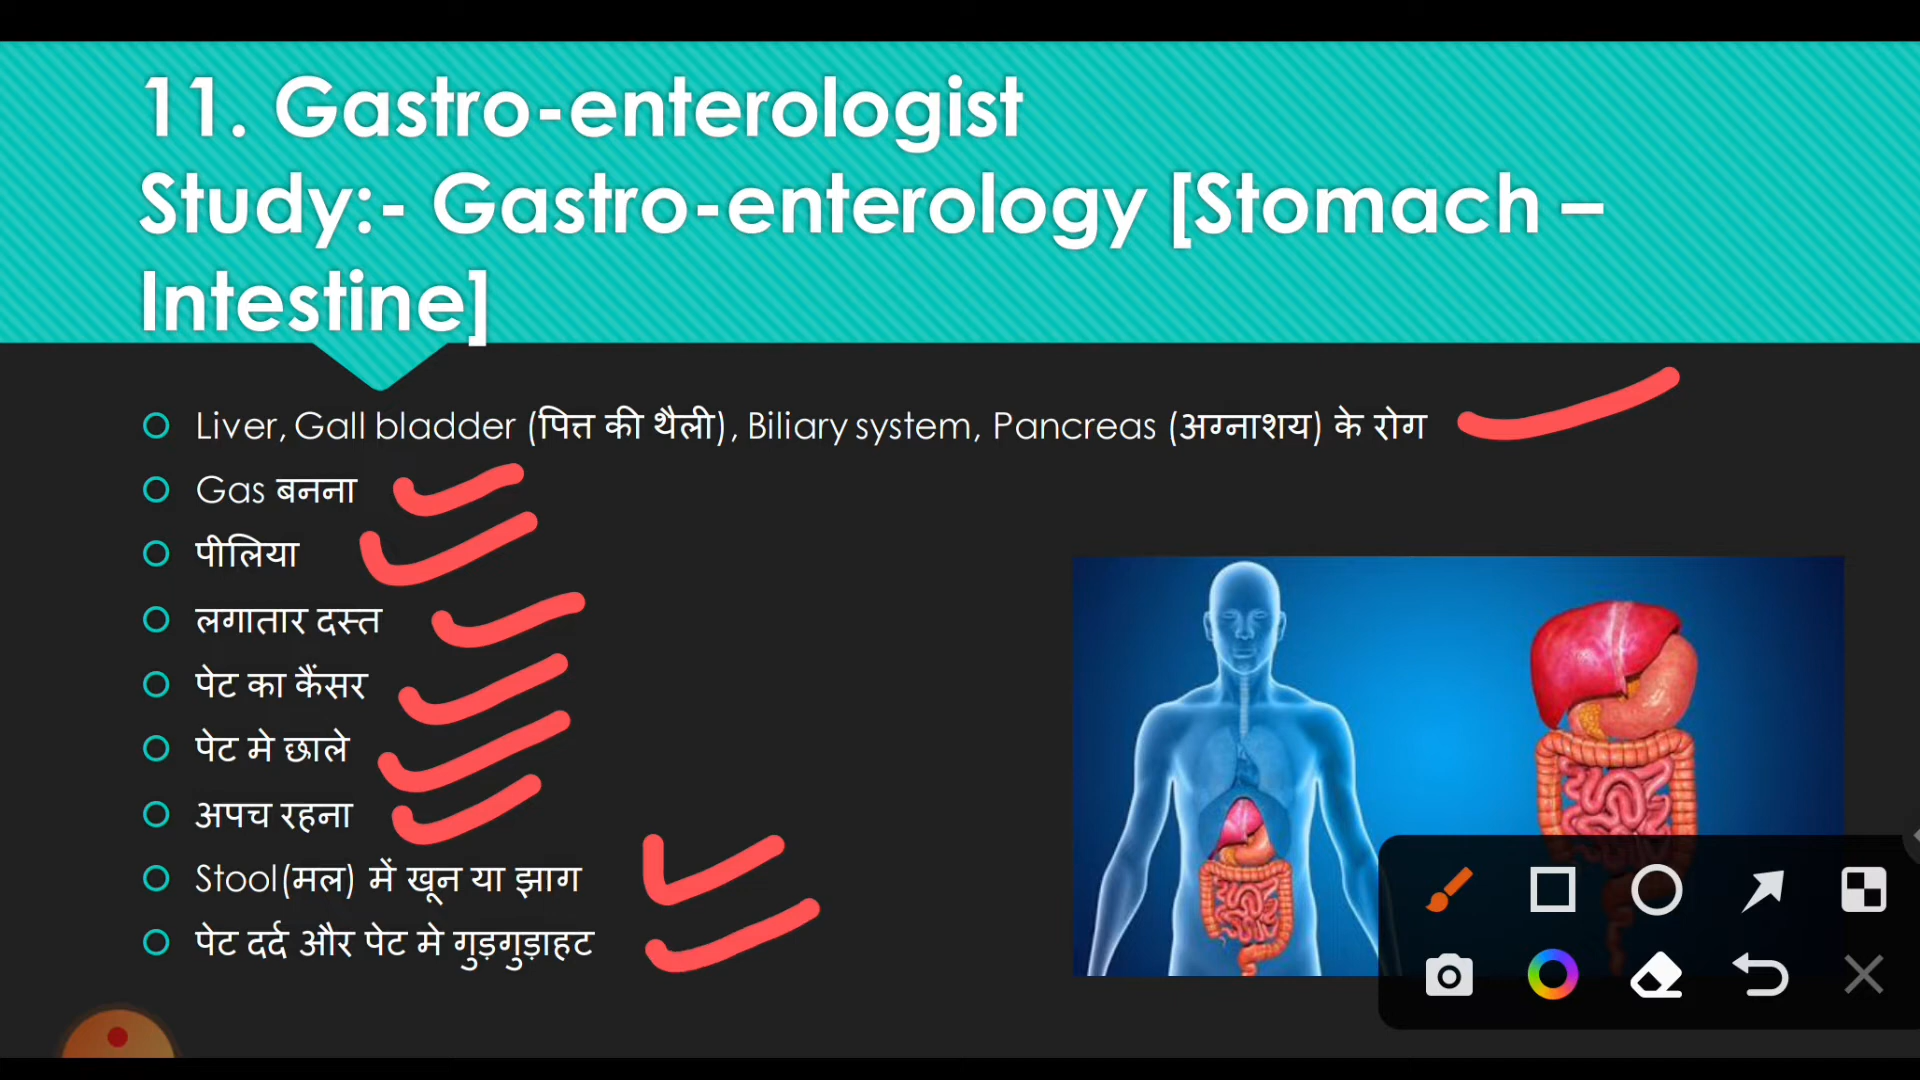 11. Gastro-enterologist
Study:- Gastro-enterology [Stomach –
Intestine]
Liver, Gall bladder (पित्त की थैली), Biliary system, Pancreas (अग्नाशय) के रोग
Gas बनना
पीलिया
लगातार दस्त
पेट का कैंसर
पेट मे छाले
अपच रहना
Stool(मल) में खून या झाग
पेट दर्द और पेट मे गुड़गुड़ाहट